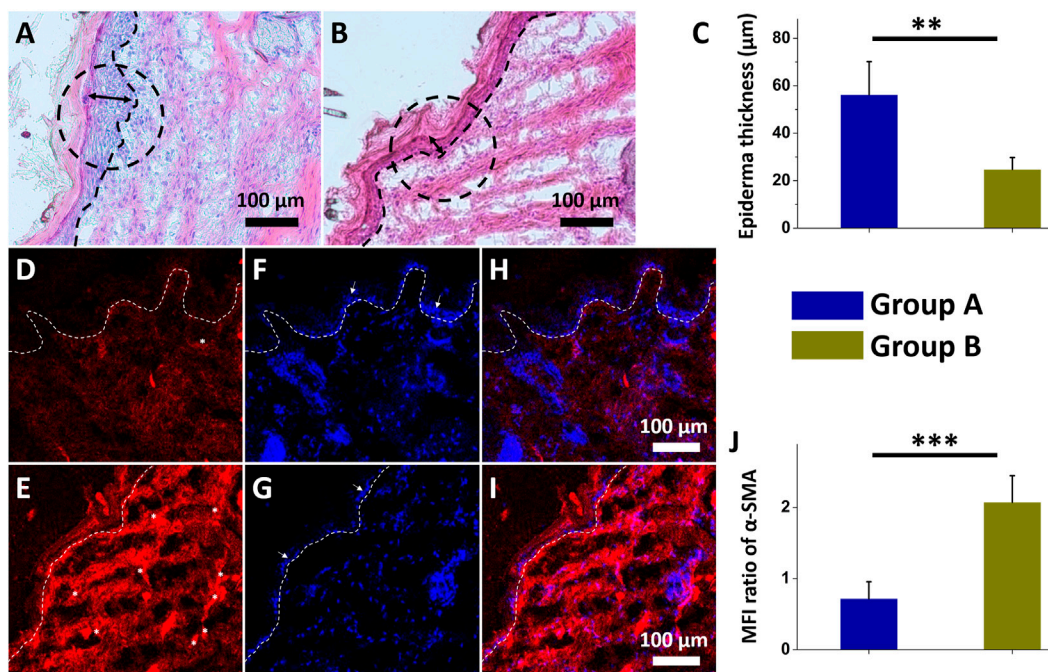 A
100 µm
B
100 µm
C
**
Epiderma thickness (µm)
80
60
40
20
0
D
F
H
100 µm
Group A
Group B
E
G
I
100 µm
J
***
MFI ratio of α-SMA
2
1
0